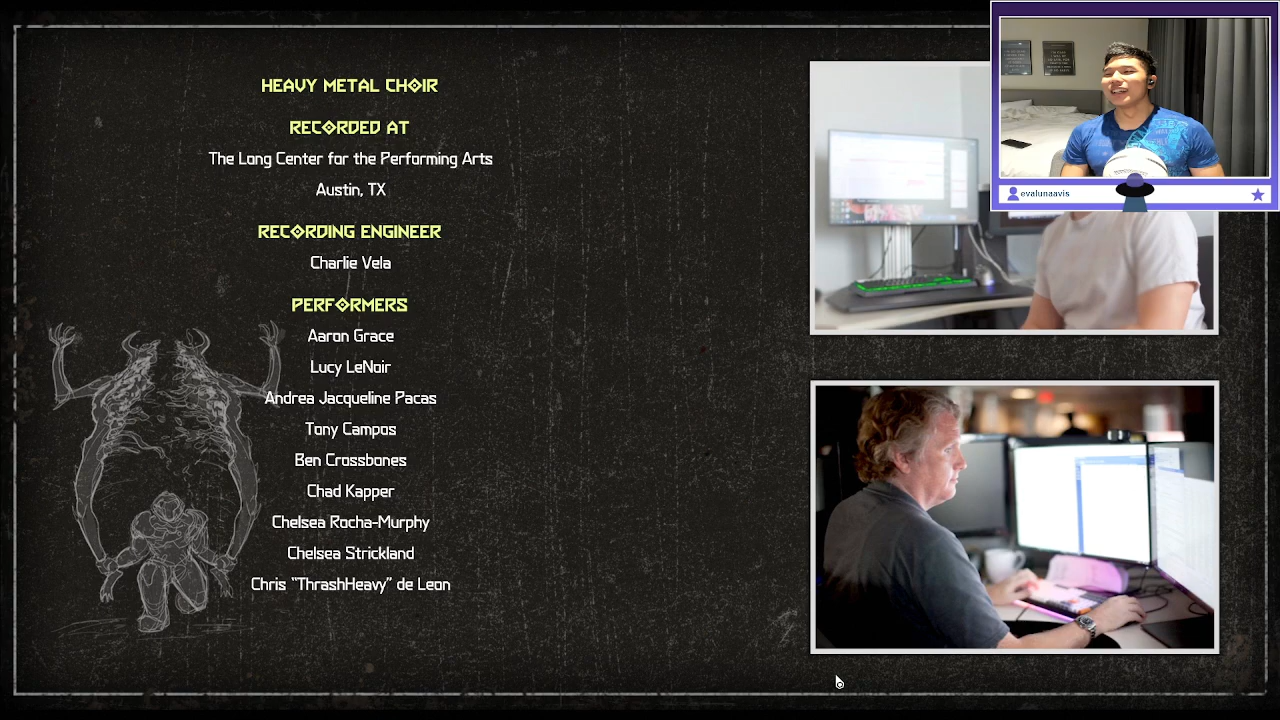 HEAVY METAL CHOIR
RECORDED AT
The Long Center for the Performing Arts
Austin, TX
RECORDING ENGINEER
Charlie Vela
PERFORMERS
Aaron Grace
Lucy LeNoir
Andrea Jacqueline Pacas
Tony Campos
Ben Crossbones
Chad Kapper
Chelsea Rocha-Murphy
Chelsea Strickland
Chris "ThrashHeavy" de Leon
evalunaavis